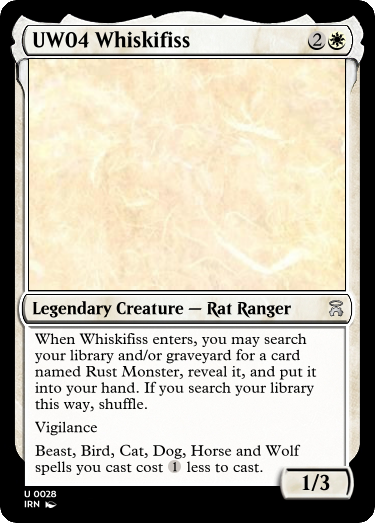 UW04 Whiskifiss 2
Legendary Creature — Rat Ranger
When Whiskifiss enters, you may search
your library and/or graveyard for a card
named Rust Monster, reveal it, and put it
into your hand. If you search your library
this way, shuffle.
Vigilance
Beast, Bird, Cat, Dog, Horse and Wolf
spells you cast cost 1 less to cast.
1/3
U 0028
IRN